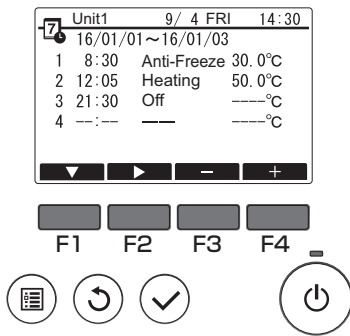 7 Unit1 9/ 4 FRI 14:30
16/01/01～16/01/03
1 8:30 Anti-Freeze 30.0℃
2 12:05 Heating 50.0℃
3 21:30 Off ----℃
4 --:-- —— ----℃
▼ ▶ － ＋
F1 F2 F3 F4